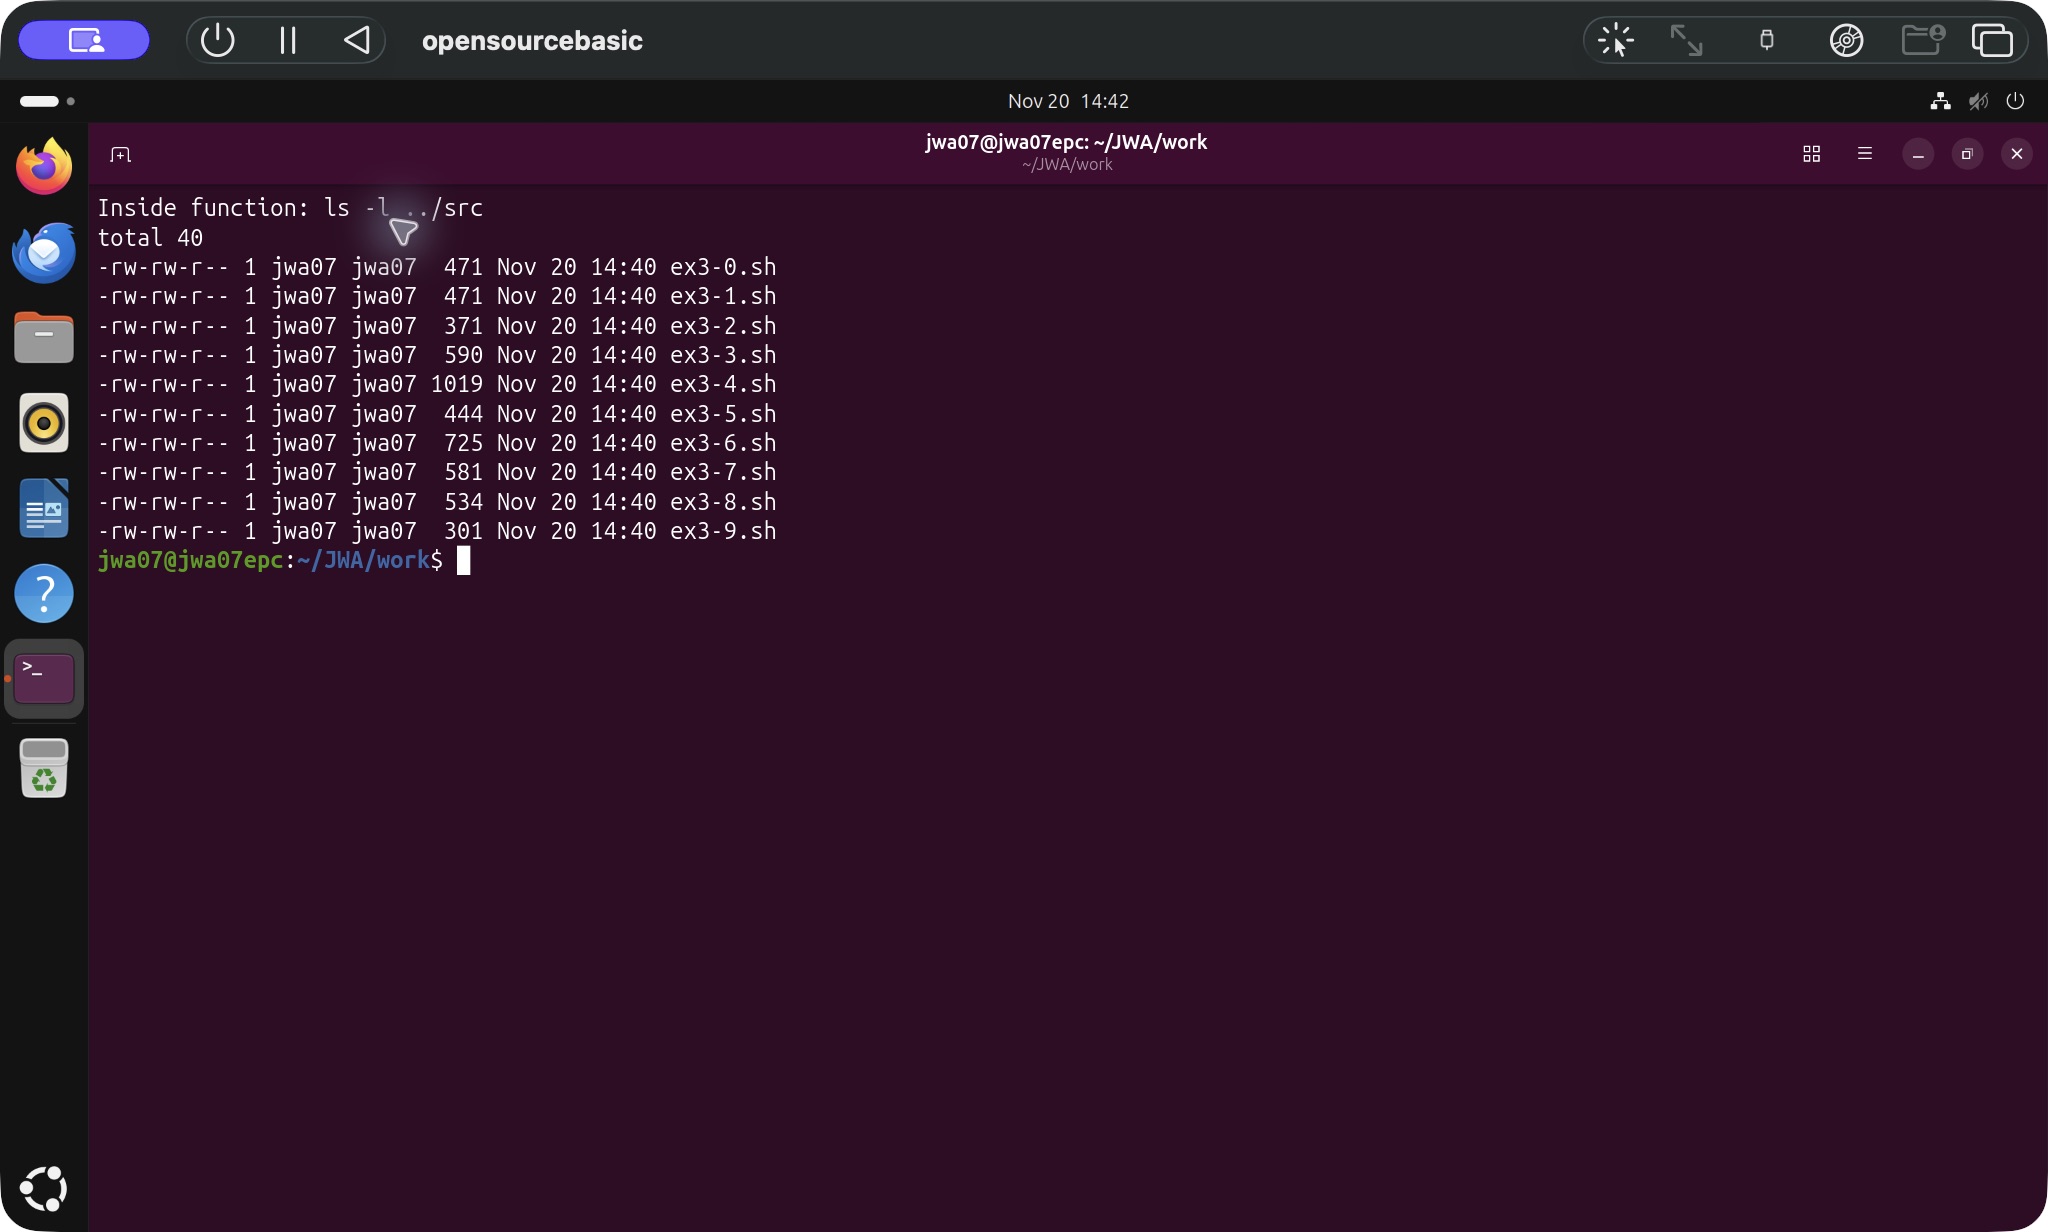 opensourcebasic
Nov 20 14:42
jwa07@jwa07epc: ~/JWA/work
~/JWA/work
Inside function: ls -l ../src
total 40
-rw-rw-r-- 1 jwa07 jwa07  471 Nov 20 14:40 ex3-0.sh
-rw-rw-r-- 1 jwa07 jwa07  471 Nov 20 14:40 ex3-1.sh
-rw-rw-r-- 1 jwa07 jwa07  371 Nov 20 14:40 ex3-2.sh
-rw-rw-r-- 1 jwa07 jwa07  590 Nov 20 14:40 ex3-3.sh
-rw-rw-r-- 1 jwa07 jwa07 1019 Nov 20 14:40 ex3-4.sh
-rw-rw-r-- 1 jwa07 jwa07  444 Nov 20 14:40 ex3-5.sh
-rw-rw-r-- 1 jwa07 jwa07  725 Nov 20 14:40 ex3-6.sh
-rw-rw-r-- 1 jwa07 jwa07  581 Nov 20 14:40 ex3-7.sh
-rw-rw-r-- 1 jwa07 jwa07  534 Nov 20 14:40 ex3-8.sh
-rw-rw-r-- 1 jwa07 jwa07  301 Nov 20 14:40 ex3-9.sh
jwa07@jwa07epc:~/JWA/work$